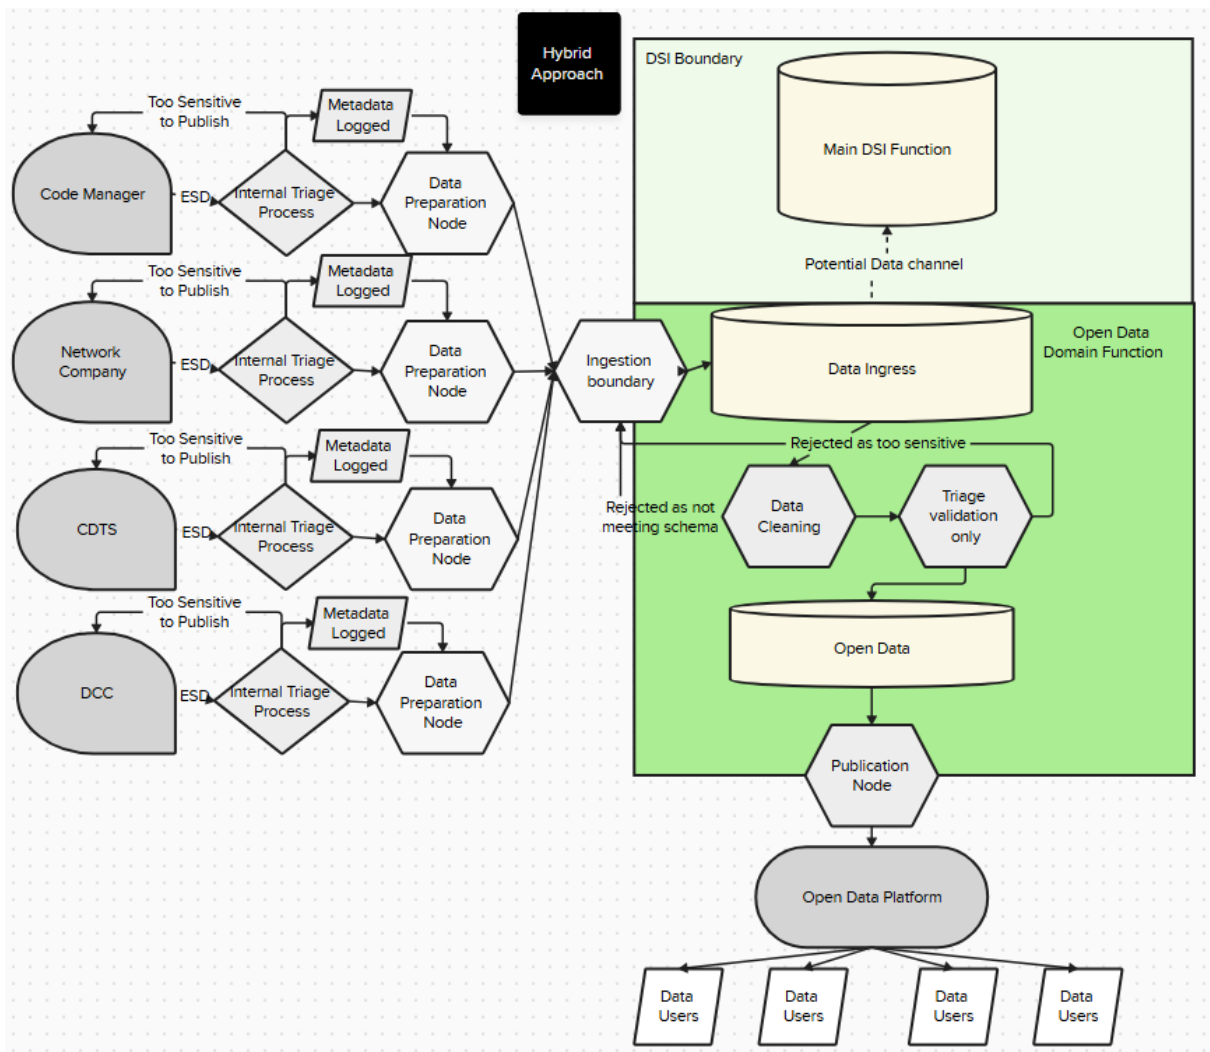 Hybrid
Approach
DSI Boundary
Main DSI Function
Potential Data channel
Open Data
Domain Function
Too Sensitive
to Publish
Metadata
Logged
Code Manager
ESD
Internal Triage
Process
Data
Preparation
Node
Too Sensitive
to Publish
Metadata
Logged
Network
Company
ESD
Internal Triage
Process
Data
Preparation
Node
Ingestion
boundary
Data Ingress
Too Sensitive
to Publish
Metadata
Logged
CDTS
ESD
Internal Triage
Process
Data
Preparation
Node
Rejected as too sensitive
Rejected as not
meeting schema
Data
Cleaning
Triage
validation
only
Too Sensitive
to Publish
Metadata
Logged
DCC
ESD
Internal Triage
Process
Data
Preparation
Node
Open Data
Publication
Node
Open Data Platform
Data
Users
Data
Users
Data
Users
Data
Users